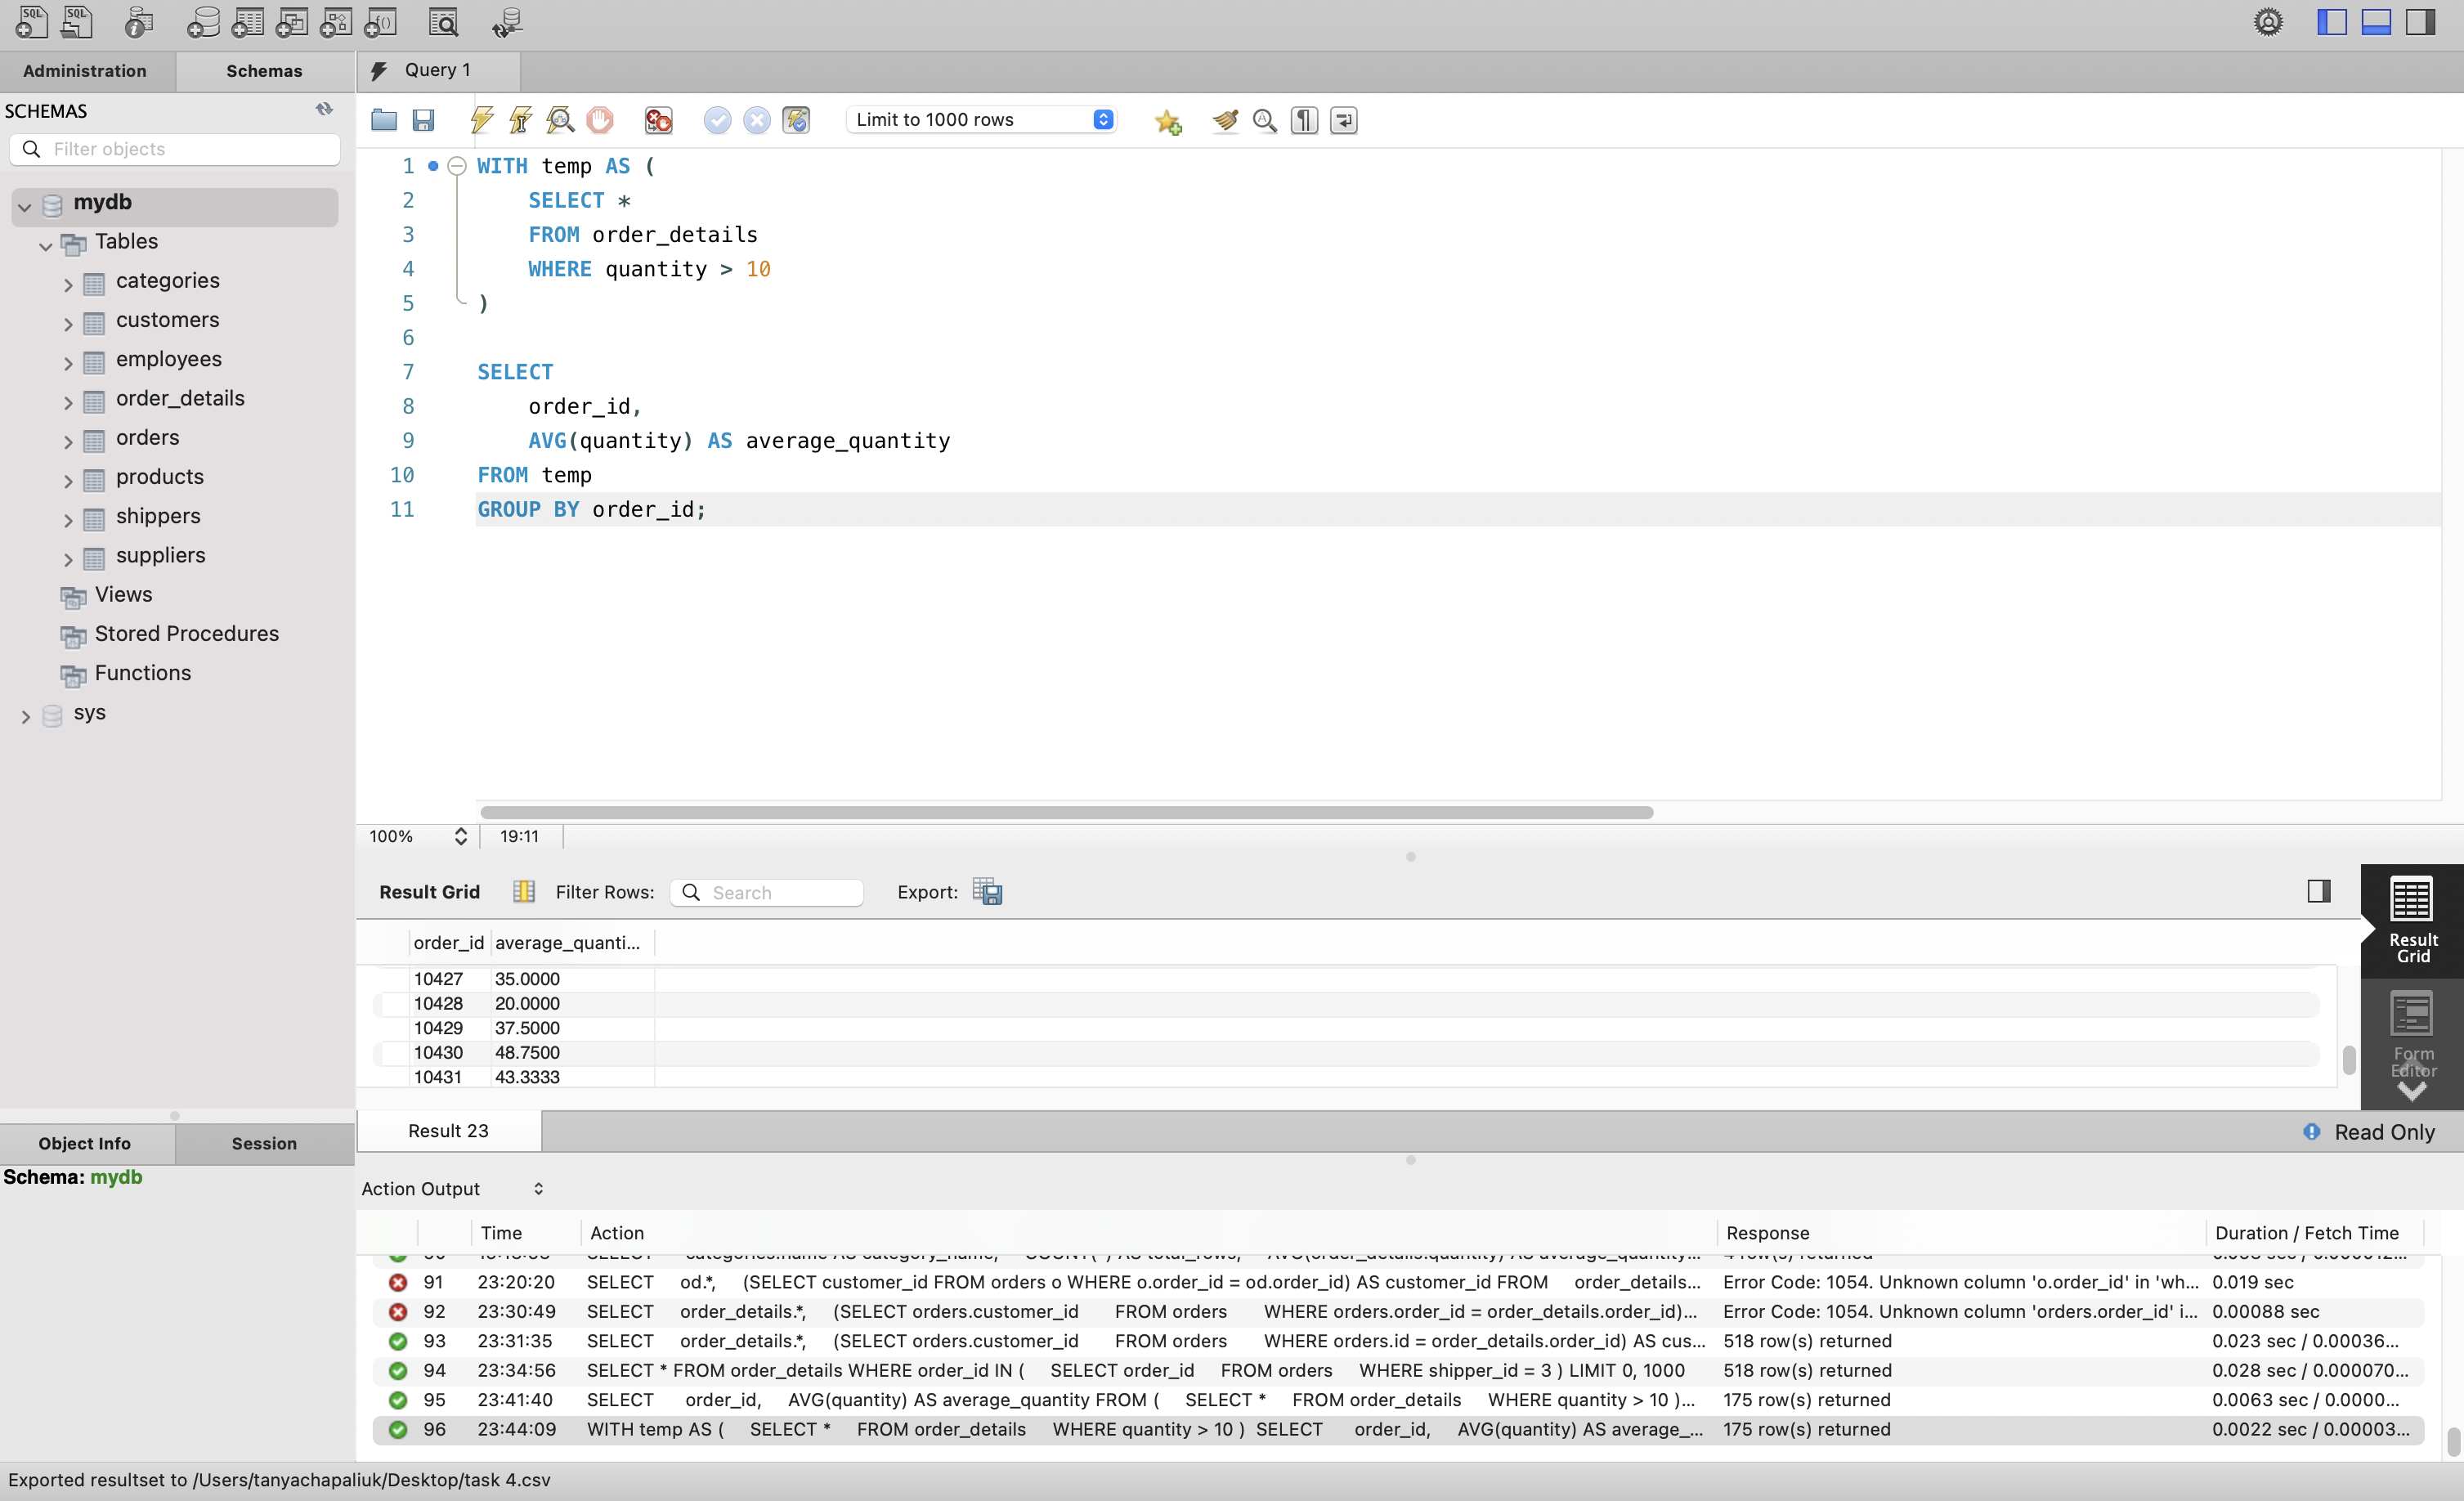 SQL SQL
Administration Schemas Query 1
SCHEMAS
Filter objects
Limit to 1000 rows
mydb
Tables
categories
customers
employees
order_details
orders
products
shippers
suppliers
Views
Stored Procedures
Functions
sys
1 WITH temp AS (
2 SELECT *
3 FROM order_details
4 WHERE quantity > 10
5 )
6
7 SELECT
8 order_id,
9 AVG(quantity) AS average_quantity
10 FROM temp
11 GROUP BY order_id;
100% 19:11
Result Grid Filter Rows: Search Export:
order_id average_quanti...
10427 35.0000
10428 20.0000
10429 37.5000
10430 48.7500
10431 43.3333
Result
Grid
Form
Editor
Result 23 Read Only
Object Info Session
Schema: mydb
Action Output
Time Action Response Duration / Fetch Time
91 23:20:20 SELECT od.*, (SELECT customer_id FROM orders o WHERE o.order_id = od.order_id) AS customer_id FROM order_details... Error Code: 1054. Unknown column 'o.order_id' in 'wh... 0.019 sec
92 23:30:49 SELECT order_details.*, (SELECT orders.customer_id FROM orders WHERE orders.order_id = order_details.order_id)... Error Code: 1054. Unknown column 'orders.order_id' i... 0.00088 sec
93 23:31:35 SELECT order_details.*, (SELECT orders.customer_id FROM orders WHERE orders.id = order_details.order_id) AS cus... 518 row(s) returned 0.023 sec / 0.00036...
94 23:34:56 SELECT * FROM order_details WHERE order_id IN ( SELECT order_id FROM orders WHERE shipper_id = 3 ) LIMIT 0, 1000 518 row(s) returned 0.028 sec / 0.000070...
95 23:41:40 SELECT order_id, AVG(quantity) AS average_quantity FROM ( SELECT * FROM order_details WHERE quantity > 10 )... 175 row(s) returned 0.0063 sec / 0.0000...
96 23:44:09 WITH temp AS ( SELECT * FROM order_details WHERE quantity > 10 ) SELECT order_id, AVG(quantity) AS average_... 175 row(s) returned 0.0022 sec / 0.00003...
Exported resultset to /Users/tanyachapaliuk/Desktop/task 4.csv